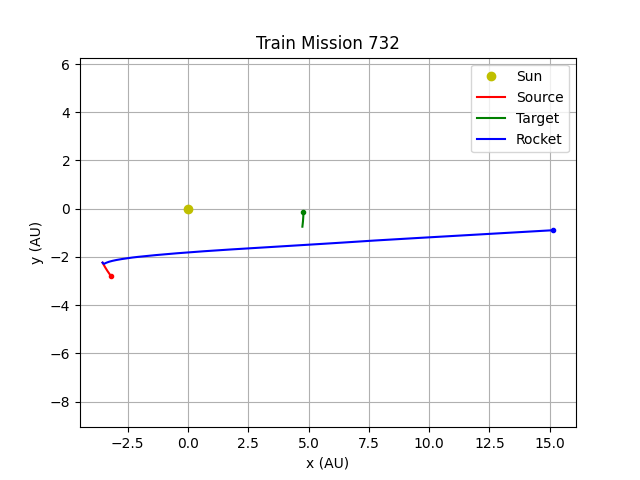 Train Mission 732
Sun
Source
Target
Rocket
y (AU)
6
4
2
0
−2
−4
−6
−8
−2.5 0.0 2.5 5.0 7.5 10.0 12.5 15.0
x (AU)